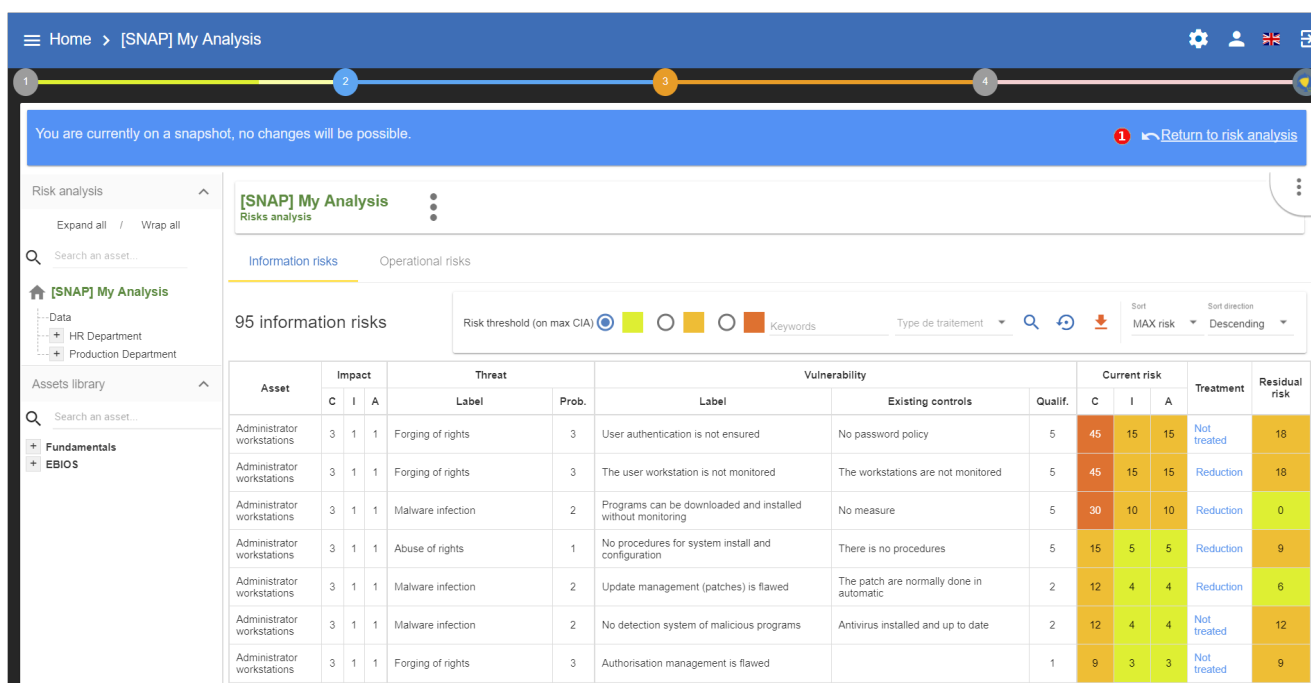 Home > [SNAP] My Analysis
1 2 3 4
You are currently on a snapshot, no changes will be possible.
1 Return to risk analysis
Risk analysis
Expand all / Wrap all
Search an asset...
[SNAP] My Analysis
Data
+ HR Department
+ Production Department
Assets library
Search an asset...
+ Fundamentals
+ EBIOS
[SNAP] My Analysis
Risks analysis
Information risks Operational risks
95 information risks
Risk threshold (on max CIA)
Keywords
Type de traitement
Sort
MAX risk
Sort direction
Descending
Asset Impact Threat Vulnerability Current risk Treatment Residual risk
C I A Label Prob. Label Existing controls Qualif. C I A
Administrator workstations 3 1 1 Forging of rights 3 User authentication is not ensured No password policy 5 45 15 15 Not treated 18
Administrator workstations 3 1 1 Forging of rights 3 The user workstation is not monitored The workstations are not monitored 5 45 15 15 Reduction 18
Administrator workstations 3 1 1 Malware infection 2 Programs can be downloaded and installed without monitoring No measure 5 30 10 10 Reduction 0
Administrator workstations 3 1 1 Abuse of rights 1 No procedures for system install and configuration There is no procedures 5 15 5 5 Reduction 9
Administrator workstations 3 1 1 Malware infection 2 Update management (patches) is flawed The patch are normally done in automatic 2 12 4 4 Reduction 6
Administrator workstations 3 1 1 Malware infection 2 No detection system of malicious programs Antivirus installed and up to date 2 12 4 4 Not treated 12
Administrator workstations 3 1 1 Forging of rights 3 Authorisation management is flawed 1 9 3 3 Not treated 9